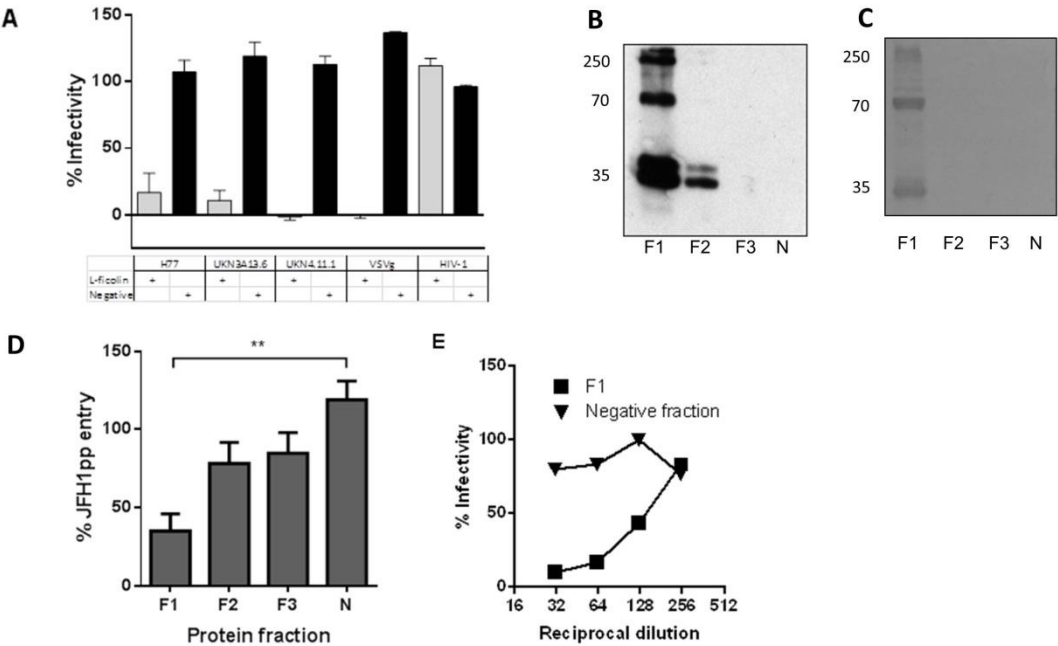 A
150
100
50
0
% Infectivity
H77 UKN3A13.6 UKN4.11.1 VSVg HIV-1
L-ficolin + + + + +
Negative + + + + +
B
250
70
35
F1 F2 F3 N
C
250
70
35
F1 F2 F3 N
D
150
100
50
0
**
% JFH1pp entry
F1 F2 F3 N
Protein fraction
E
150
100
50
0
F1
Negative fraction
% Infectivity
16 32 64 128 256 512
Reciprocal dilution